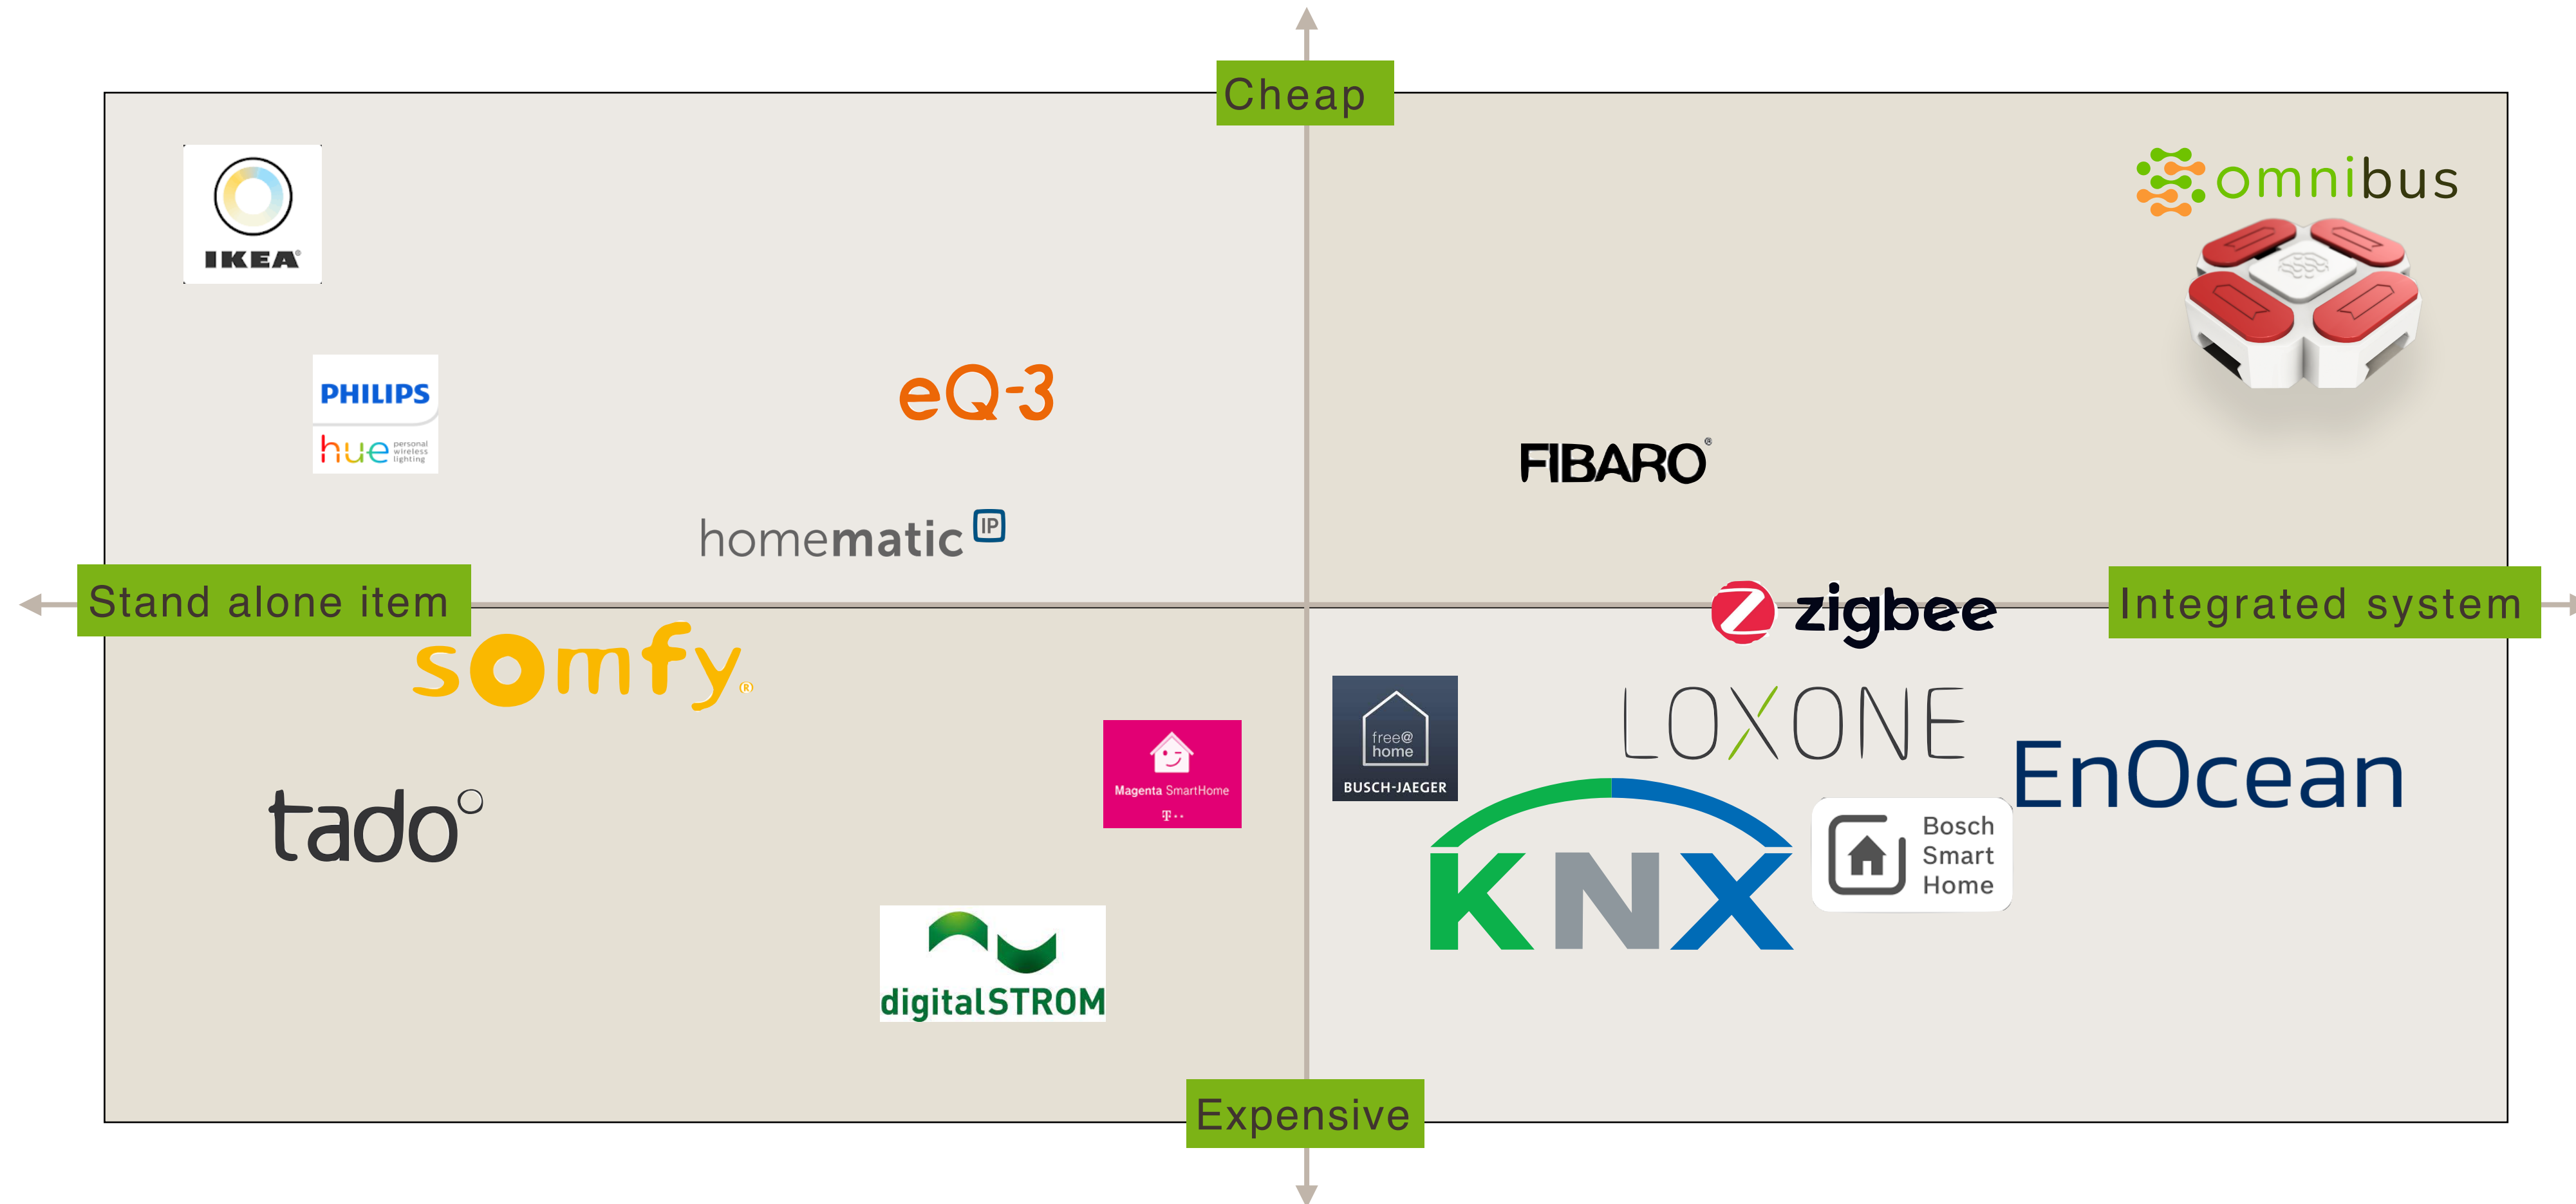 Cheap
IKEA®
omnibus
PHILIPS
hue personal wireless lighting
eQ-3
FIBARO®
homematic IP
Stand alone item
zigbee
Integrated system
somfy®
free@
home
BUSCH-JAEGER
LOXONE
Magenta SmartHome
T
EnOcean
tado°
KNX
Bosch
Smart
Home
digitalSTROM
Expensive